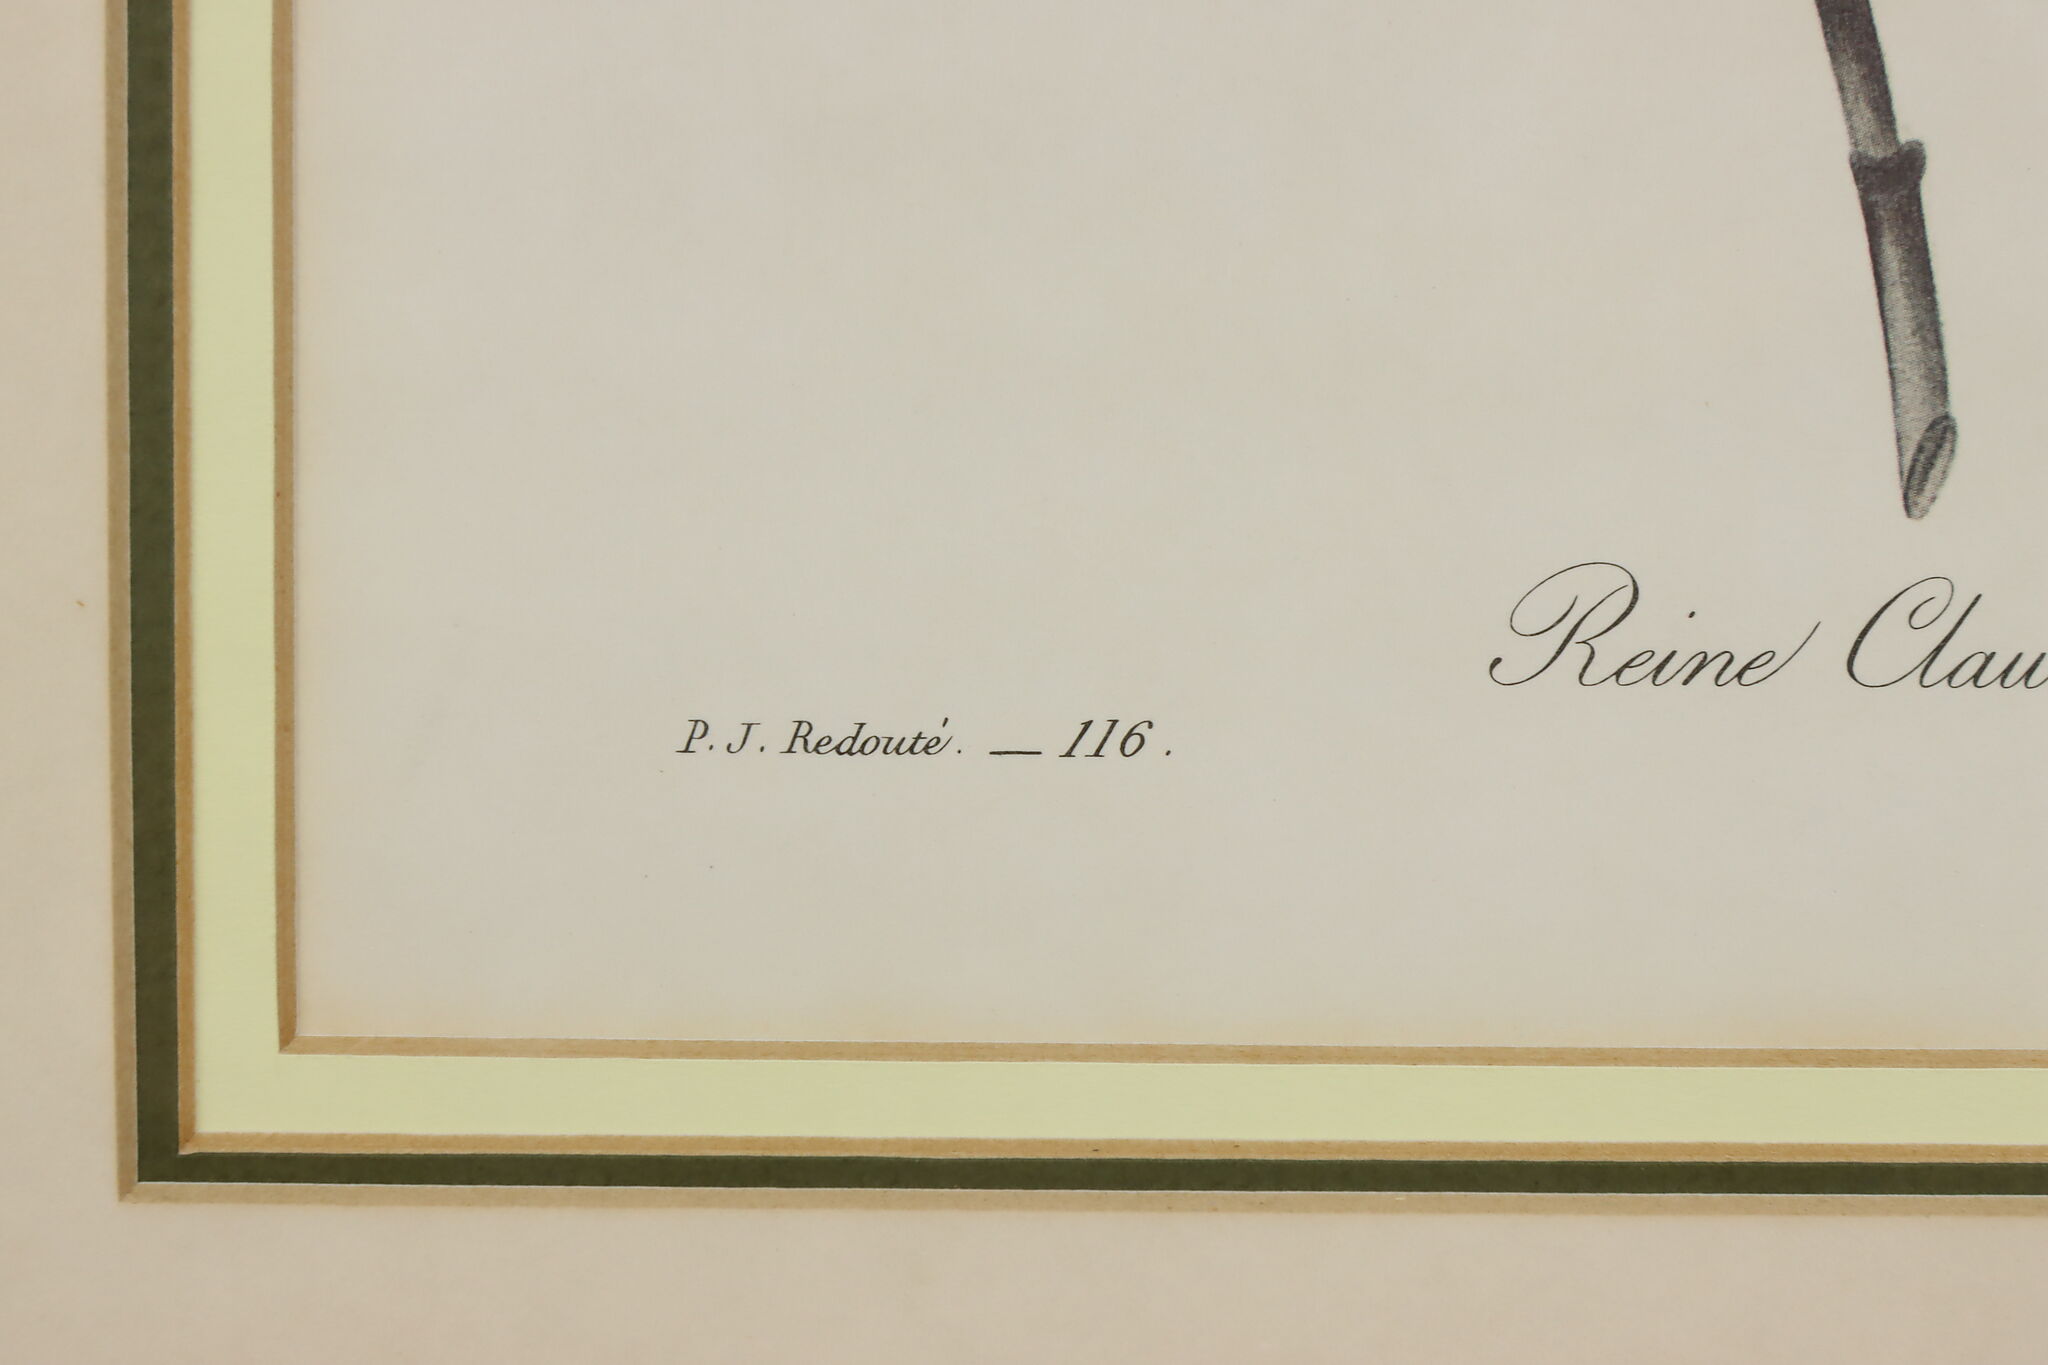 Reine Clau
P. J. Redouté. — 116.